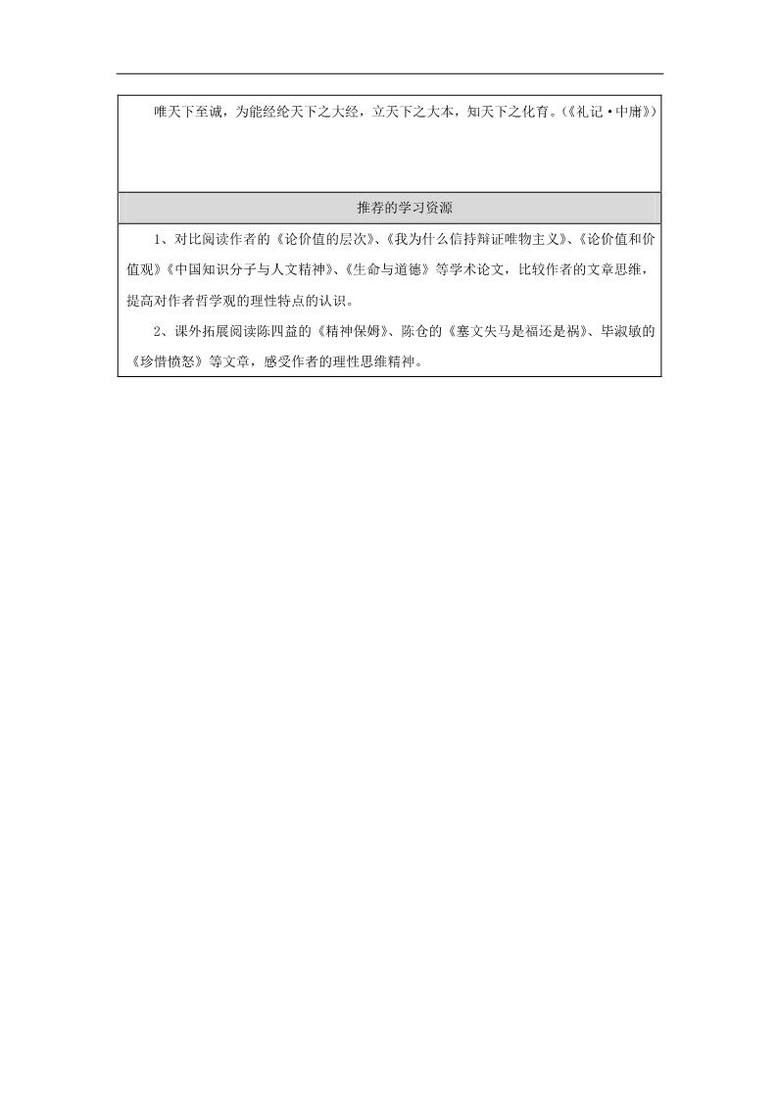 唯天下至诚，为能经纶天下之大经，立天下之大本，知天下之化育。（《礼记·中庸》）
推荐的学习资源
1、对比阅读作者的《论价值的层次》、《我为什么信持辩证唯物主义》、《论价值和价
值观》《中国知识分子与人文精神》、《生命与道德》等学术论文，比较作者的文章思维，
提高对作者哲学观的理性特点的认识。
2、课外拓展阅读陈四益的《精神保姆》、陈仓的《塞文失马是福还是祸》、毕淑敏的
《珍惜愤怒》等文章，感受作者的理性思维精神。